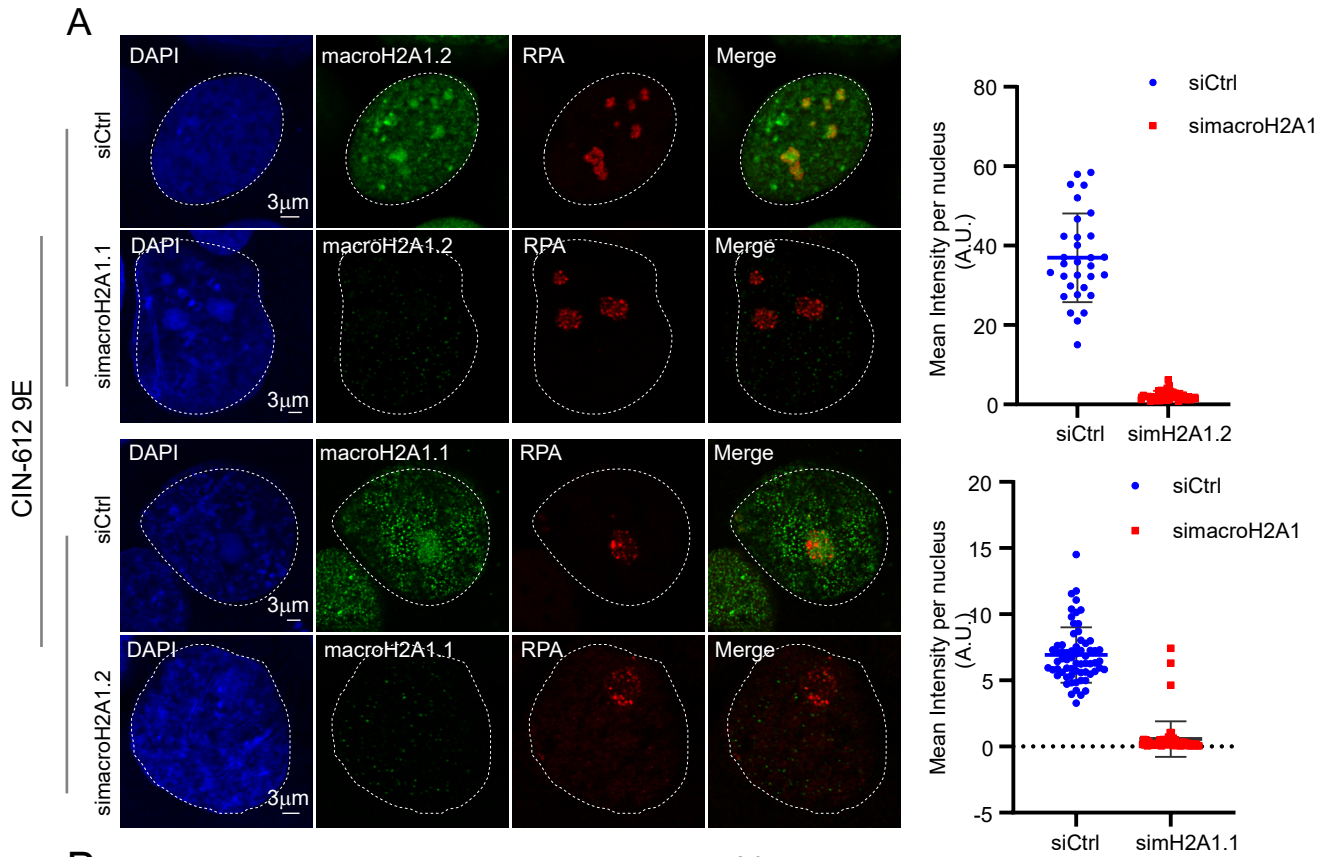 A
DAPI
macroH2A1.2
RPA
Merge
siCtrl
3μm
DAPI
macroH2A1.2
RPA
Merge
simacroH2A1.1
3μm
CIN-612 9E
DAPI
macroH2A1.1
RPA
Merge
siCtrl
3μm
DAPI
macroH2A1.1
RPA
Merge
simacroH2A1.2
3μm
siCtrl
simacroH2A1
Mean Intensity per nucleus
(A.U.)
80
60
40
20
0
siCtrl simH2A1.2
siCtrl
simacroH2A1
Mean Intensity per nucleus
(A.U.)
20
15
10
5
0
-5
siCtrl simH2A1.1